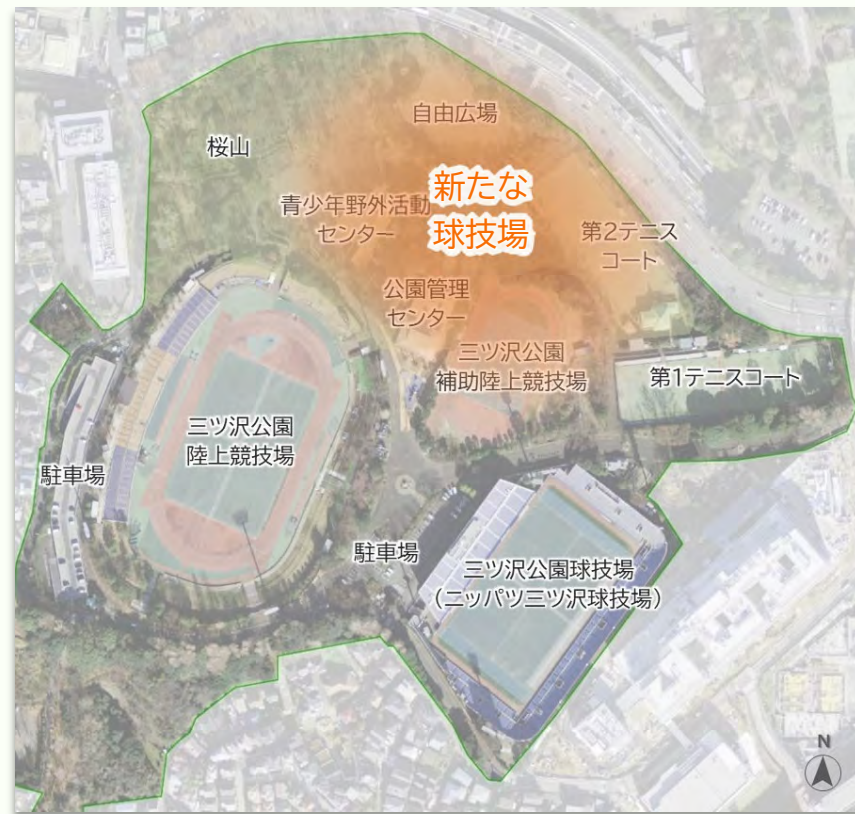 自由広場
桜山
新たな
球技場
青少年野外活動
センター
第2テニス
コート
公園管理
センター
三ツ沢公園
補助陸上競技場
第1テニスコート
三ツ沢公園
陸上競技場
駐車場
駐車場
三ツ沢公園球技場
(ニッパツ三ツ沢球技場)
N